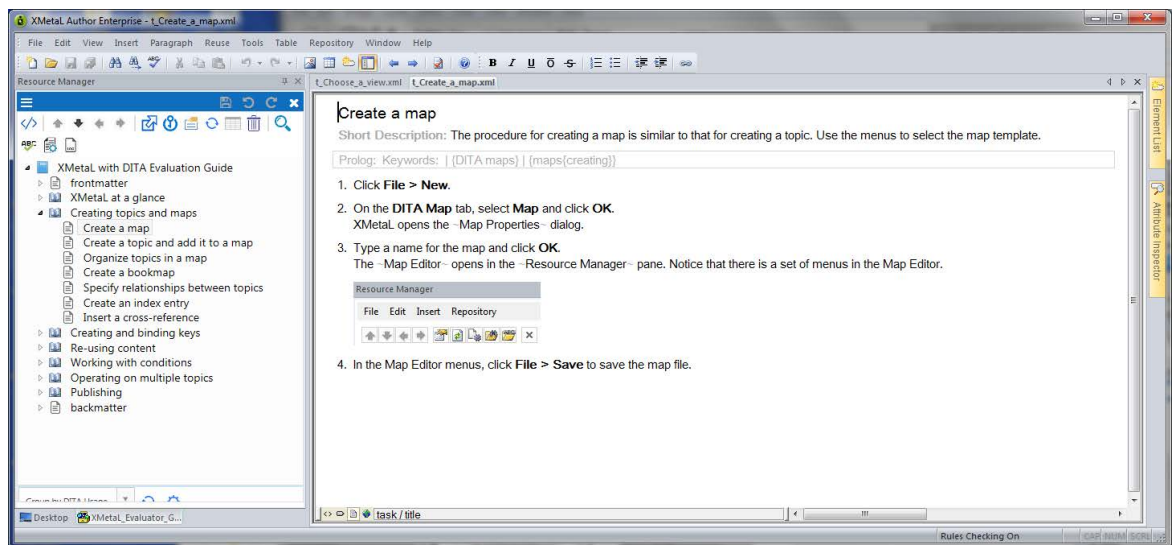 XMetaL Author Enterprise - t_Create_a_map.xml
File Edit View Insert Paragraph Reuse Tools Table Repository Window Help
B I U O S
Resource Manager
t_Choose_a_view.xml t_Create_a_map.xml
ABC
XMetaL with DITA Evaluation Guide
frontmatter
XMetaL at a glance
Creating topics and maps
Create a map
Create a topic and add it to a map
Organize topics in a map
Create a bookmap
Specify relationships between topics
Create an index entry
Insert a cross-reference
Creating and binding keys
Re-using content
Working with conditions
Operating on multiple topics
Publishing
backmatter
Group by DITA Usage
Desktop XMetaL_Evaluator_G...
Create a map
Short Description: The procedure for creating a map is similar to that for creating a topic. Use the menus to select the map template.
Prolog: Keywords: | {DITA maps} | {maps{creating}}
1. Click File > New.
2. On the DITA Map tab, select Map and click OK.
XMetaL opens the ~Map Properties~ dialog.
3. Type a name for the map and click OK.
The ~Map Editor~ opens in the ~Resource Manager~ pane. Notice that there is a set of menus in the Map Editor.
Resource Manager
File Edit Insert Repository
4. In the Map Editor menus, click File > Save to save the map file.
task / title
Element List
Attribute Inspector
Rules Checking On CAP NUM SCRL